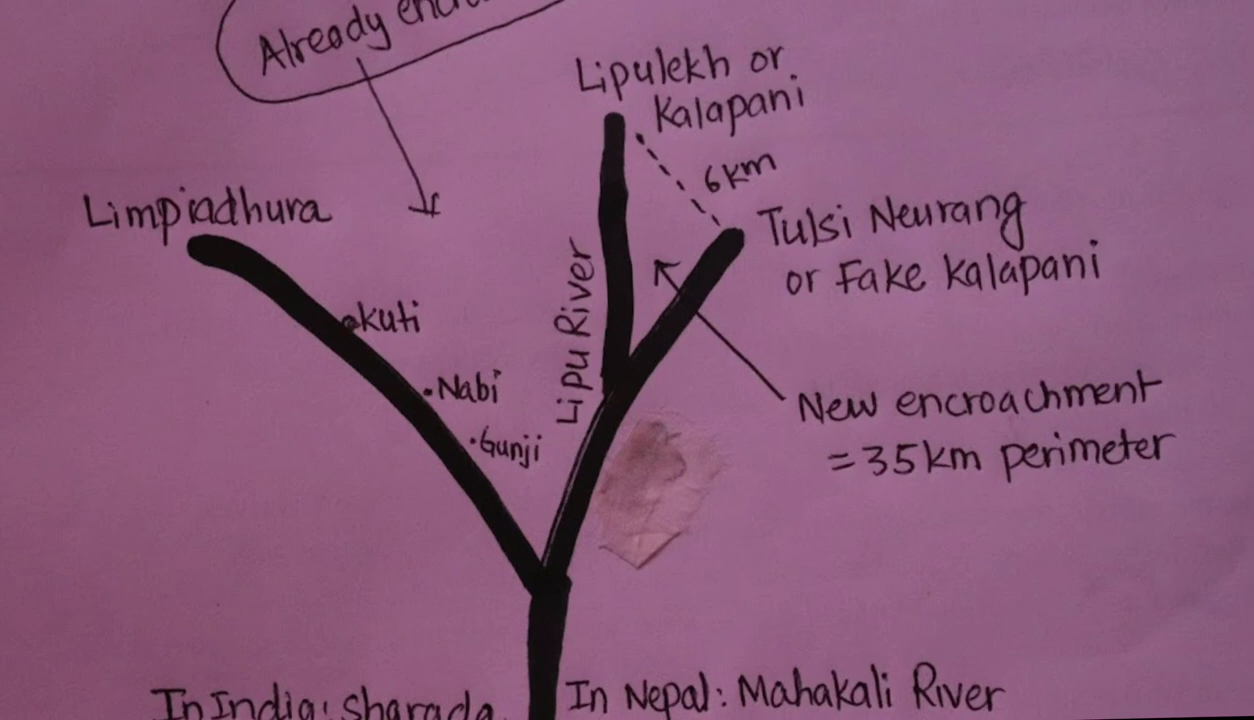 Already
Lipulekh or
Kalapani
6km
Limpiadhura
Tulsi Neurang
or Fake Kalapani
Kuti
Lipu River
Nabi
Gunji
New encroachment
= 35km perimeter
In India: Sharada
In Nepal: Mahakali River